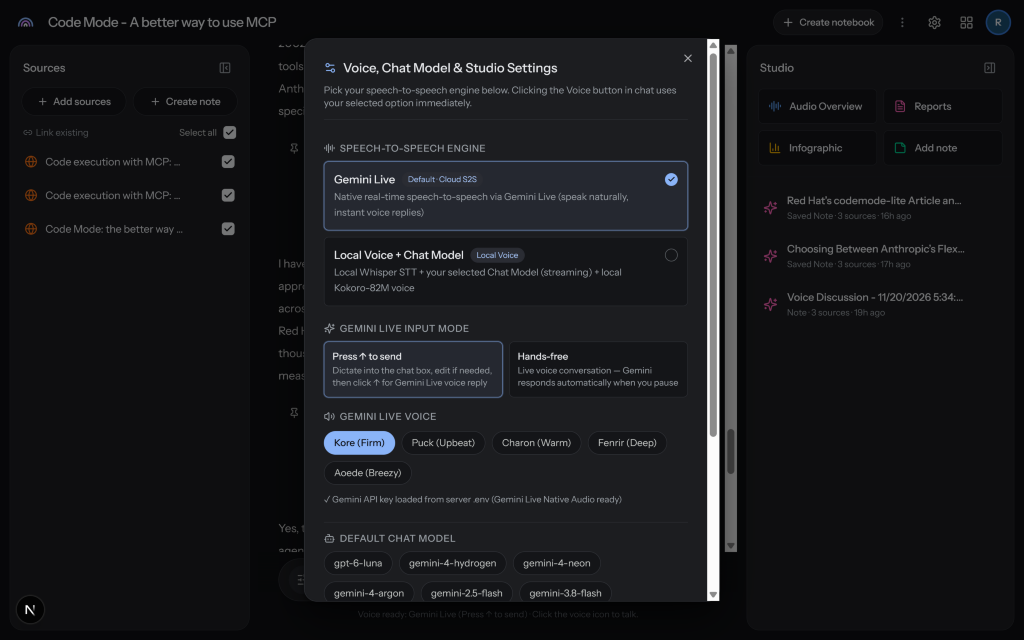 Code Mode - A better way to use MCP
+ Create notebook
R
Sources
+ Add sources
+ Create note
Link existing
Select all
Code execution with MCP: ...
Code execution with MCP: ...
Code Mode: the better way ...
tools
Anth
speci
I have
appro
acros
Red H
thou
meas
Yes, t
agen
Voice, Chat Model & Studio Settings
Pick your speech-to-speech engine below. Clicking the Voice button in chat uses
your selected option immediately.
SPEECH-TO-SPEECH ENGINE
Gemini Live
Default · Cloud S2S
Native real-time speech-to-speech via Gemini Live (speak naturally,
instant voice replies)
Local Voice + Chat Model
Local Voice
Local Whisper STT + your selected Chat Model (streaming) + local
Kokoro-82M voice
GEMINI LIVE INPUT MODE
Press ↑ to send
Dictate into the chat box, edit if needed,
then click ↑ for Gemini Live voice reply
Hands-free
Live voice conversation — Gemini
responds automatically when you pause
GEMINI LIVE VOICE
Kore (Firm)
Puck (Upbeat)
Charon (Warm)
Fenrir (Deep)
Aoede (Breezy)
✓ Gemini API key loaded from server .env (Gemini Live Native Audio ready)
DEFAULT CHAT MODEL
gpt-6-luna
gemini-4-hydrogen
gemini-4-neon
gemini-4-argon
gemini-2.5-flash
gemini-3.8-flash
Voice ready: Gemini Live (Press ↑ to send) · Click the voice icon to talk.
Studio
Audio Overview
Reports
Infographic
Add note
Red Hat's codemode-lite Article an...
Saved Note · 3 sources · 16h ago
Choosing Between Anthropic's Flex...
Saved Note · 3 sources · 17h ago
Voice Discussion - 11/20/2026 5:34:...
Note · 3 sources · 19h ago
N